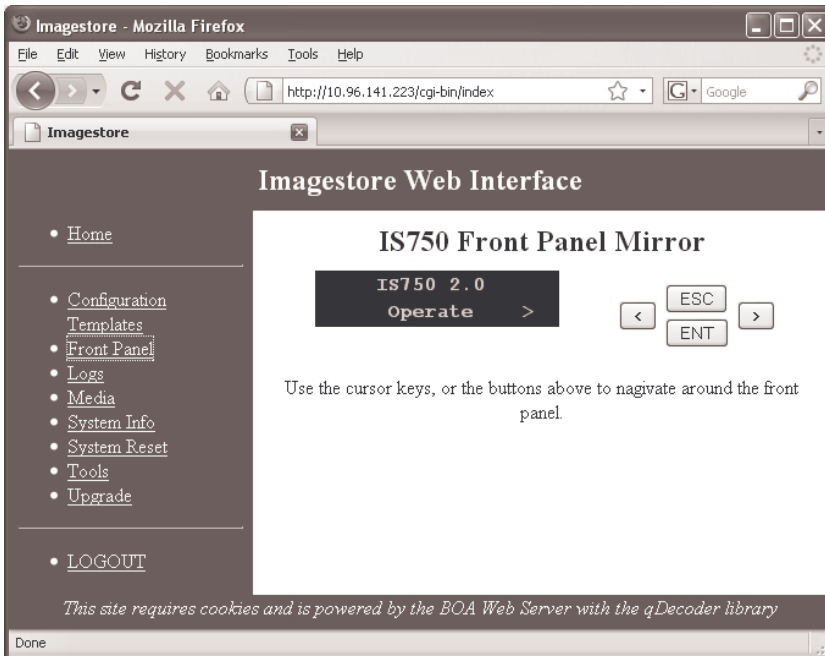 Imagestore - Mozilla Firefox
File Edit View History Bookmarks Tools Help
http://10.96.141.223/cgi-bin/index
G Google
Imagestore
Imagestore Web Interface
Home
Configuration
Templates
Front Panel
Logs
Media
System Info
System Reset
Tools
Upgrade
LOGOUT
IS750 Front Panel Mirror
IS750 2.0
Operate >
<
ESC
ENT
>
Use the cursor keys, or the buttons above to nagivate around the front
panel.
This site requires cookies and is powered by the BOA Web Server with the qDecoder library
Done